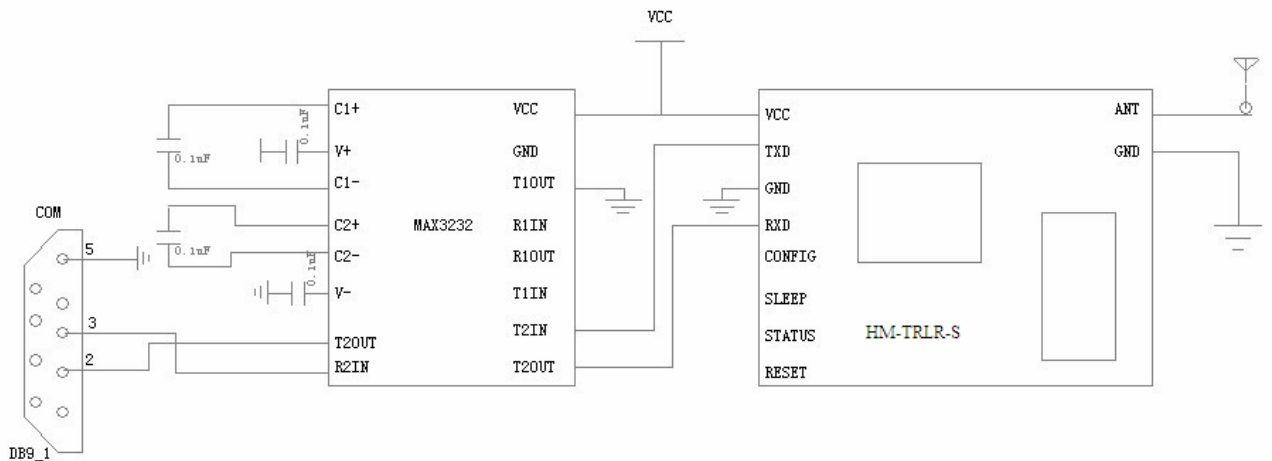 VCC
C1+
0.1uF
V+
0.1uF
C1-
C2+
0.1uF
C2-
0.1uF
V-
T2OUT
R2IN
MAX3232
VCC
GND
T1OUT
R1IN
R1OUT
T1IN
T2IN
T2OUT
COM
5
3
2
DB9_1
VCC
TXD
GND
RXD
CONFIG
SLEEP
STATUS
RESET
HM-TRLR-S
ANT
GND